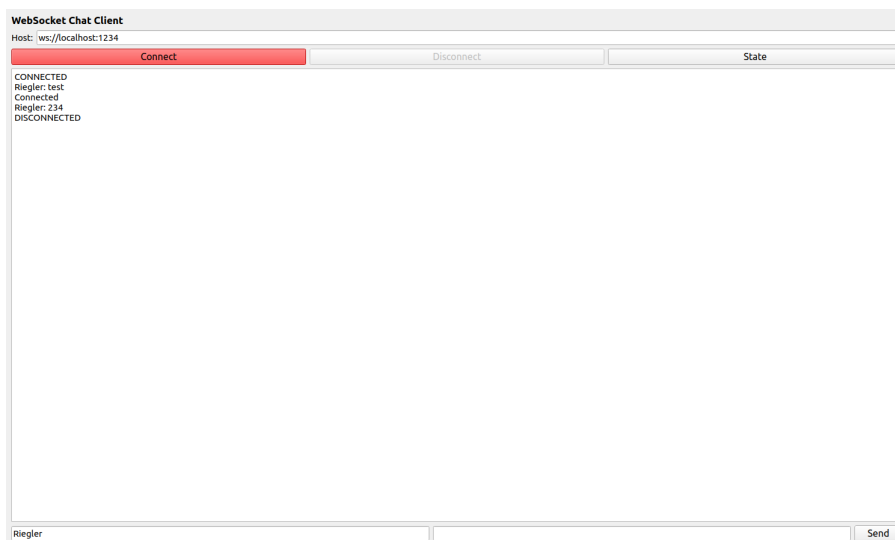 WebSocket Chat Client
Host: ws://localhost:1234
Connect Disconnect State
CONNECTED
Riegler: test
Connected
Riegler: 234
DISCONNECTED
Riegler Send